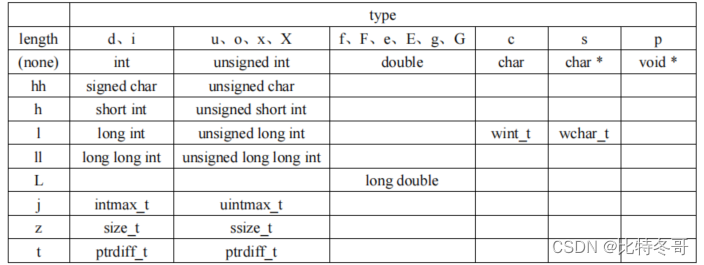 type
length d、i u、o、x、X f、F、e、E、g、G c s p
(none) int unsigned int double char char * void *
hh signed char unsigned char
h short int unsigned short int
l long int unsigned long int wint_t wchar_t
ll long long int unsigned long long int
L long double
j intmax_t uintmax_t
z size_t ssize_t
t ptrdiff_t ptrdiff_t
CSDN @比特冬哥